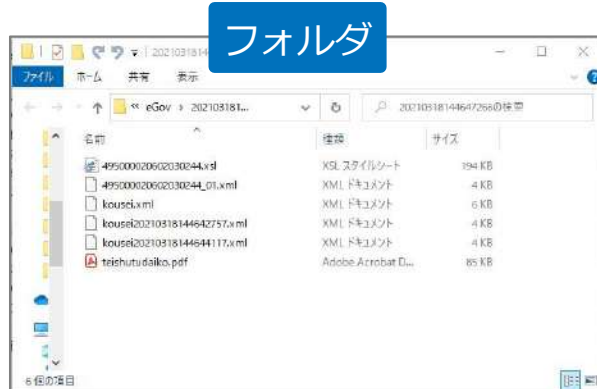 フォルダ
20210318144
ファイル ホーム 共有 表示
« eGov › 202103181... 20210318144647268の検索
名前 種類 サイズ
495000020602030244.xsl XSL スタイルシート 194 KB
495000020602030244_01.xml XML ドキュメント 4 KB
kousei.xml XML ドキュメント 6 KB
kousei20210318144642757.xml XML ドキュメント 4 KB
kousei20210318144644117.xml XML ドキュメント 4 KB
teishutudaiko.pdf Adobe Acrobat D... 85 KB
6 個の項目